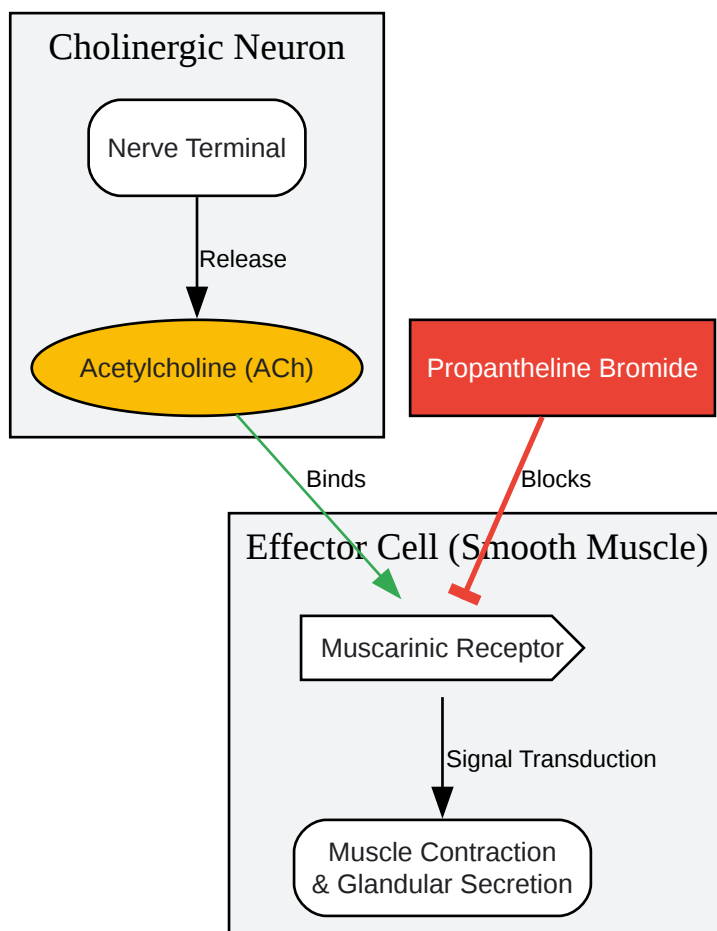 Cholinergic Neuron
Nerve Terminal
Release
Acetylcholine (ACh)
Propantheline Bromide
Binds
Blocks
Effector Cell (Smooth Muscle)
Muscarinic Receptor
Signal Transduction
Muscle Contraction
& Glandular Secretion